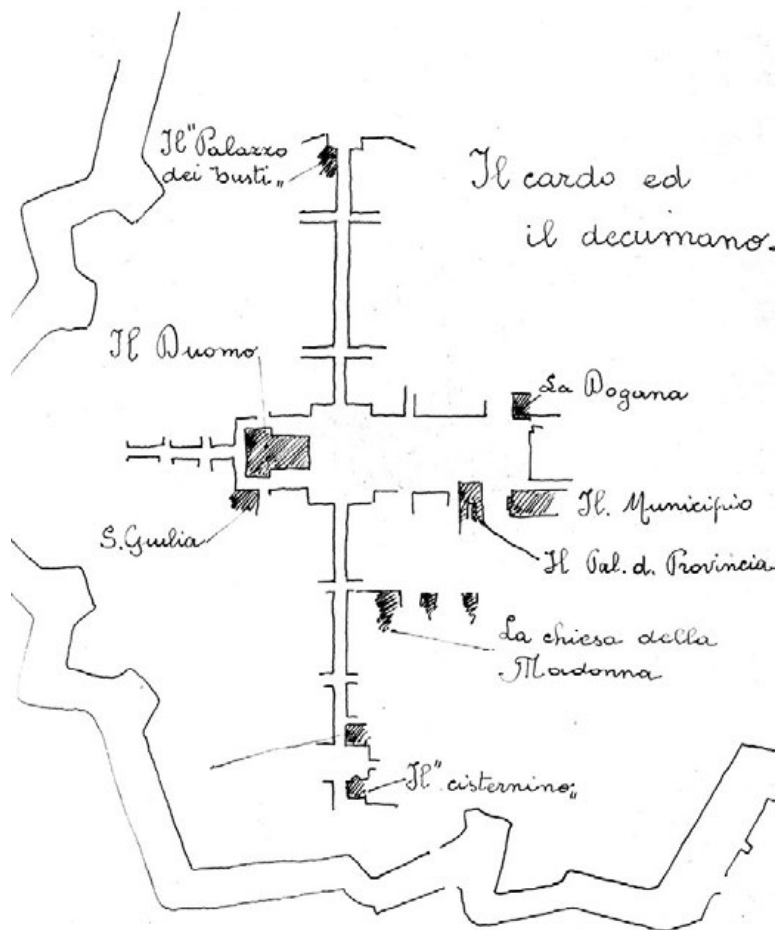 Il "Palazzo
dei busti„
Il cardo ed
il decumano.
Il Duomo
La Dogana
S. Giulia
Il. Municipio
Il Pal. d. Provincia
La chiesa della
Madonna
Il "cisternino„